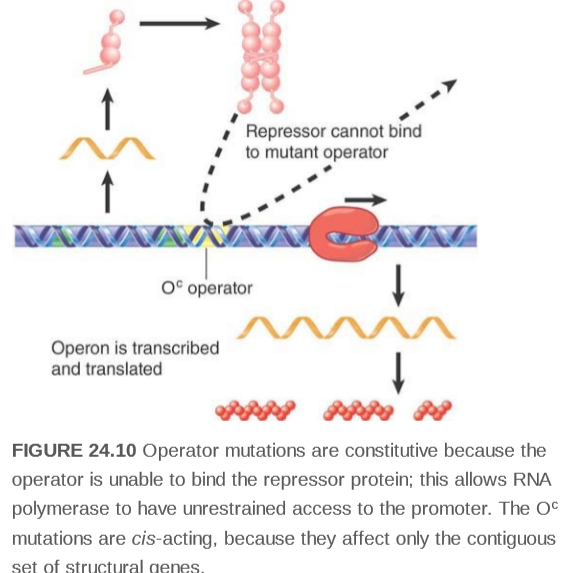 Repressor cannot bind
to mutant operator
Oᶜ operator
Operon is transcribed
and translated
FIGURE 24.10 Operator mutations are constitutive because the
operator is unable to bind the repressor protein; this allows RNA
polymerase to have unrestrained access to the promoter. The Oᶜ
mutations are cis-acting, because they affect only the contiguous
set of structural genes.